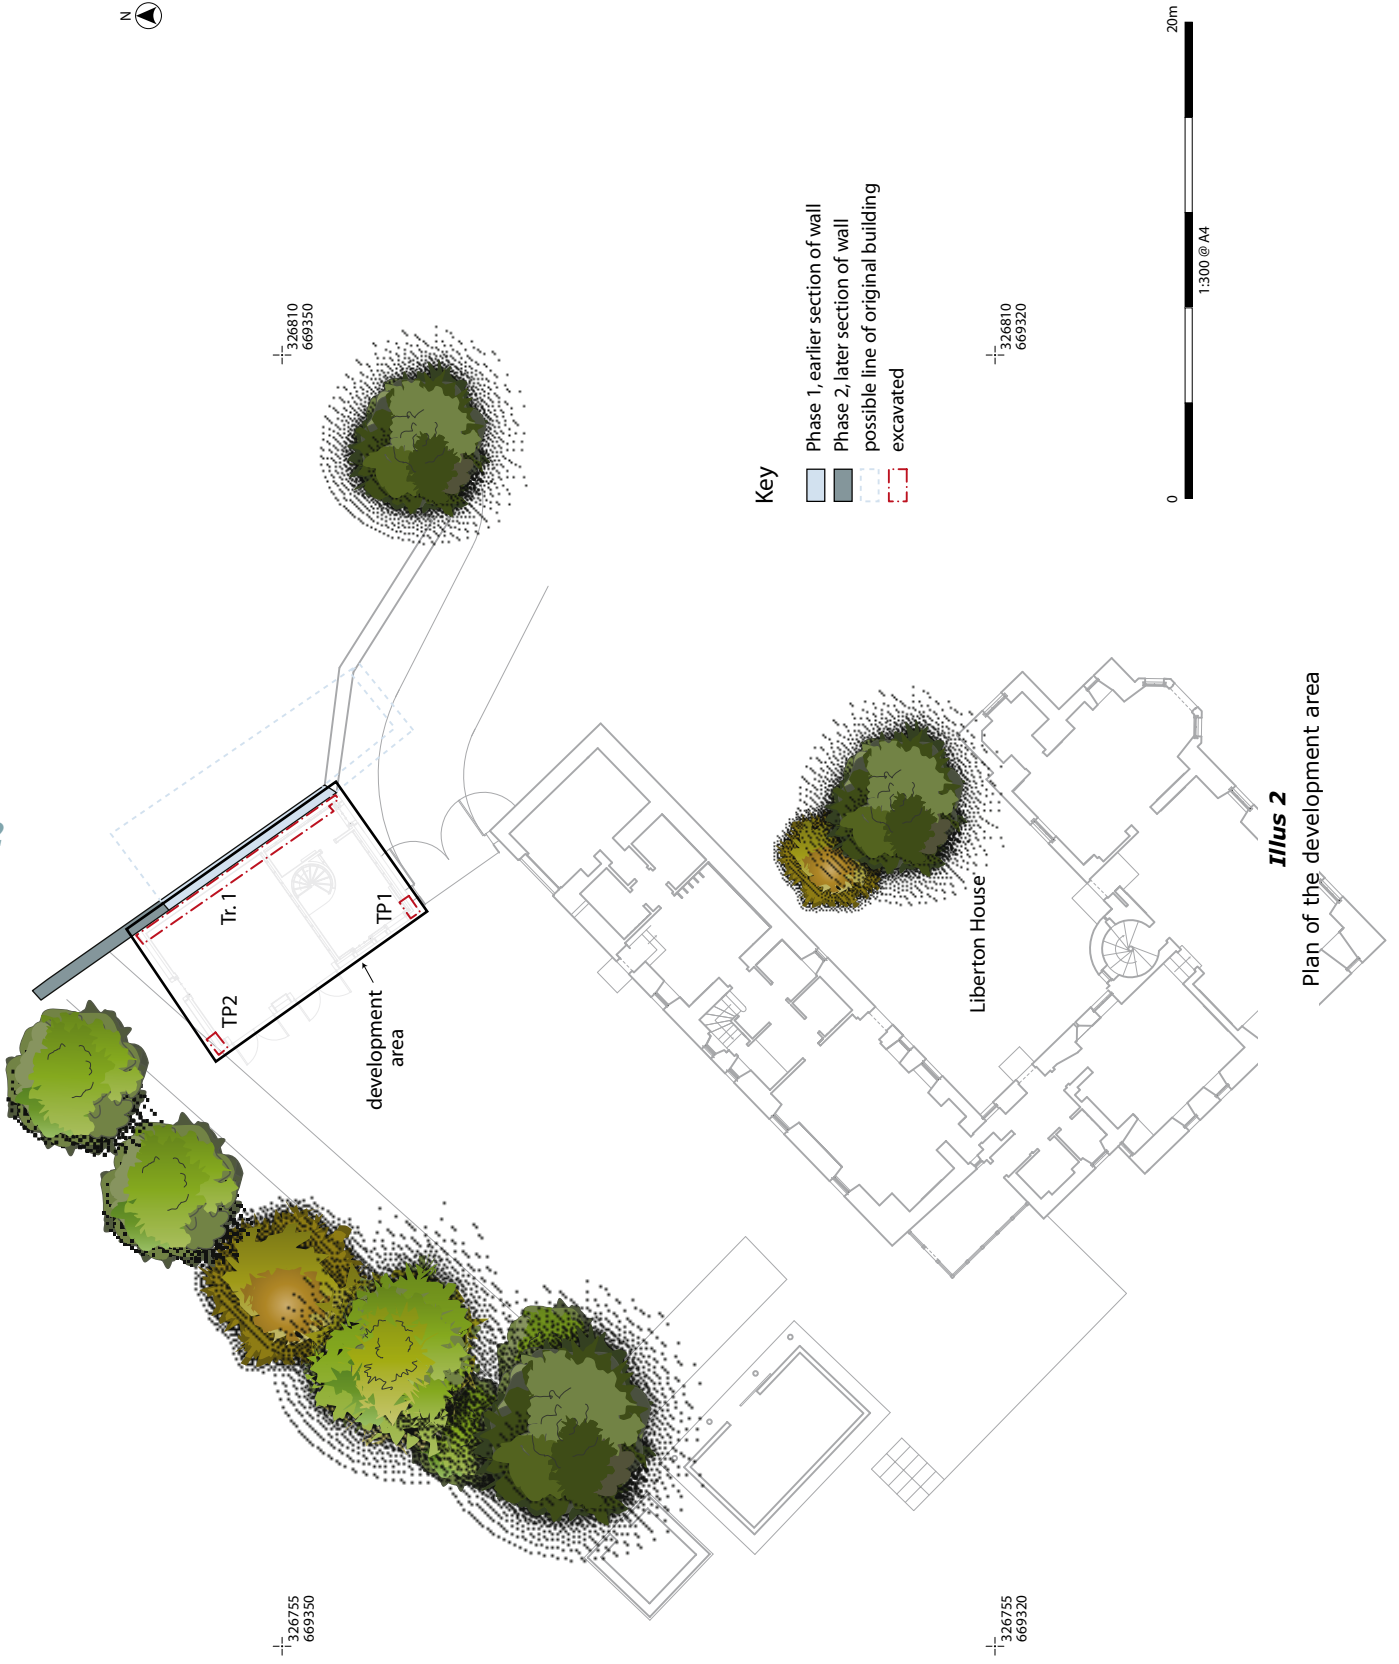 N
326810
669350
Tr. 1
TP1
TP2
development
area
Key
Phase 1, earlier section of wall
Phase 2, later section of wall
possible line of original building
excavated
326810
669320
20m
0
1:300 @ A4
Liberton House
326755
669350
326755
669320
Illus 2
Plan of the development area